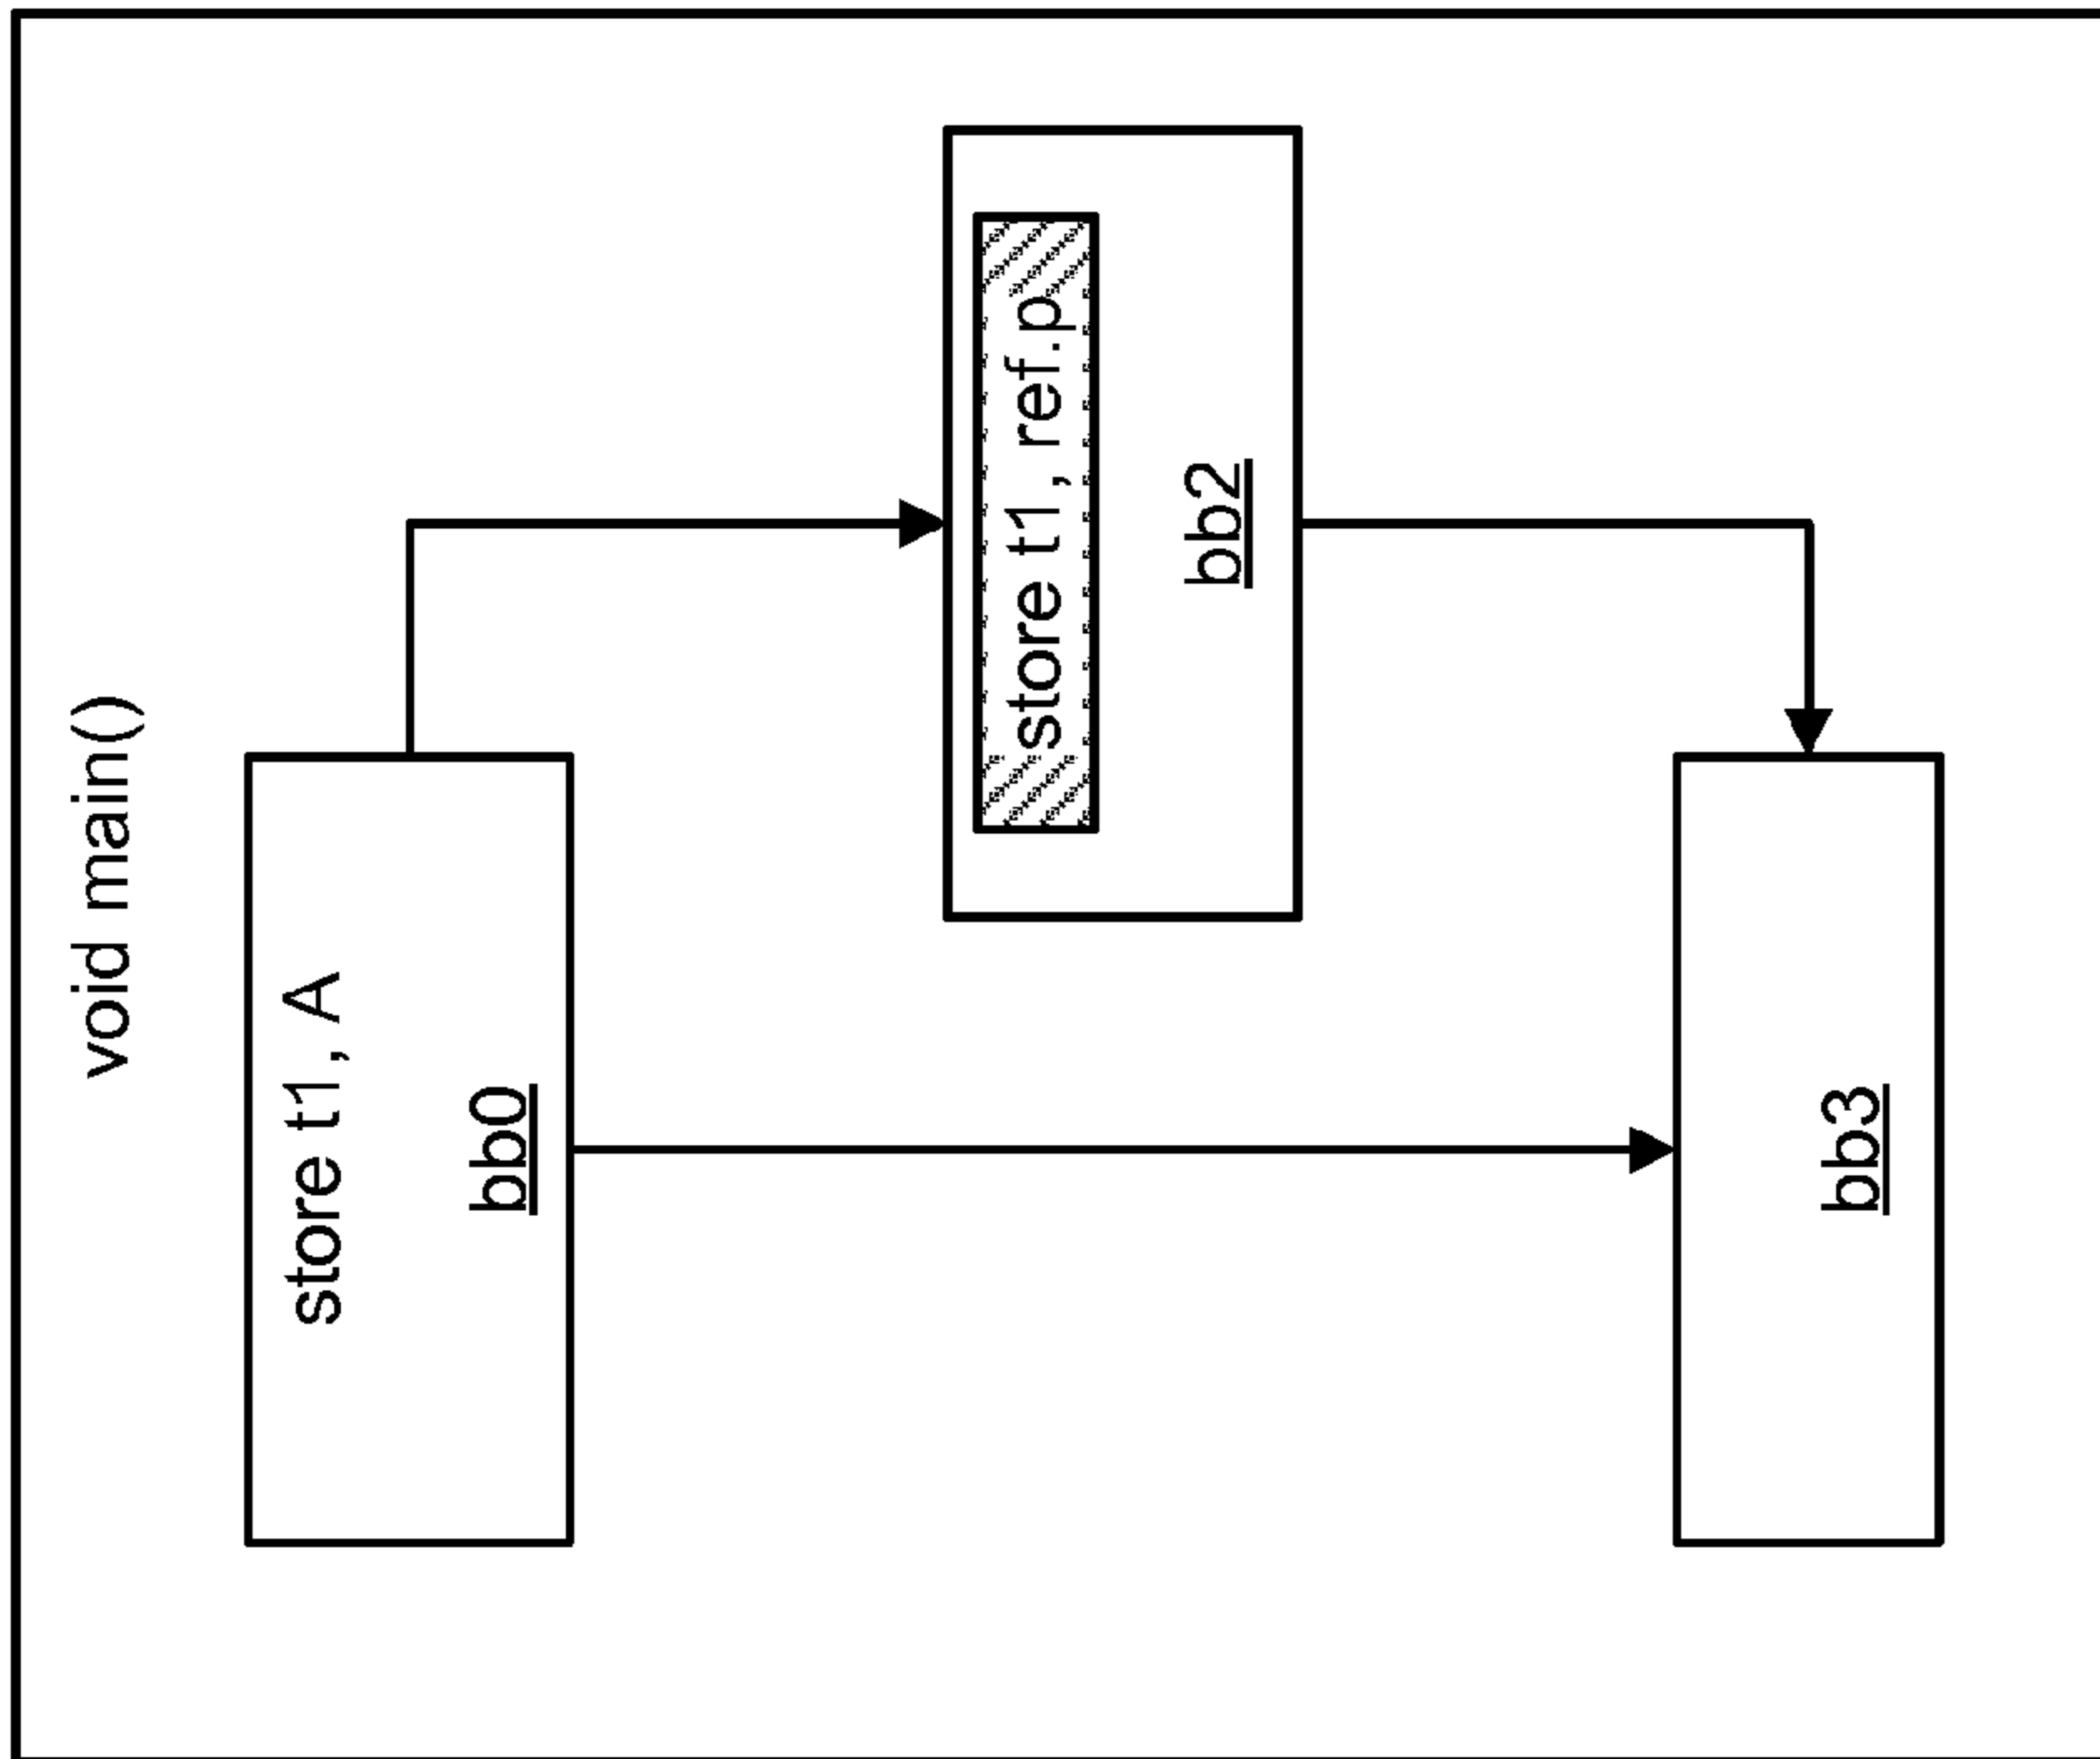 void main()
store t1, A
bb0
store t1, ref.p
bb2
bb3